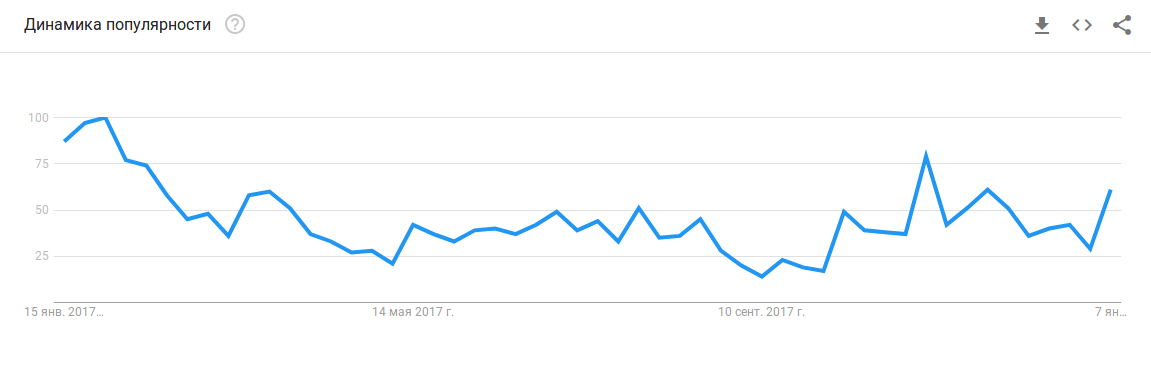 Динамика популярности
100
75
50
25
15 янв. 2017…
14 мая 2017 г.
10 сент. 2017 г.
7 ян…